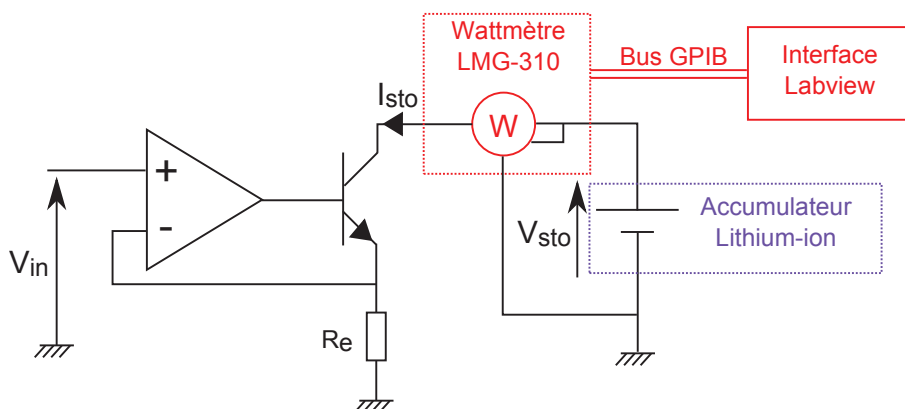 Wattmètre
LMG-310
Bus GPIB
Interface
Labview
Isto
W
+
-
Vin
Vsto
Accumulateur
Lithium-ion
Re